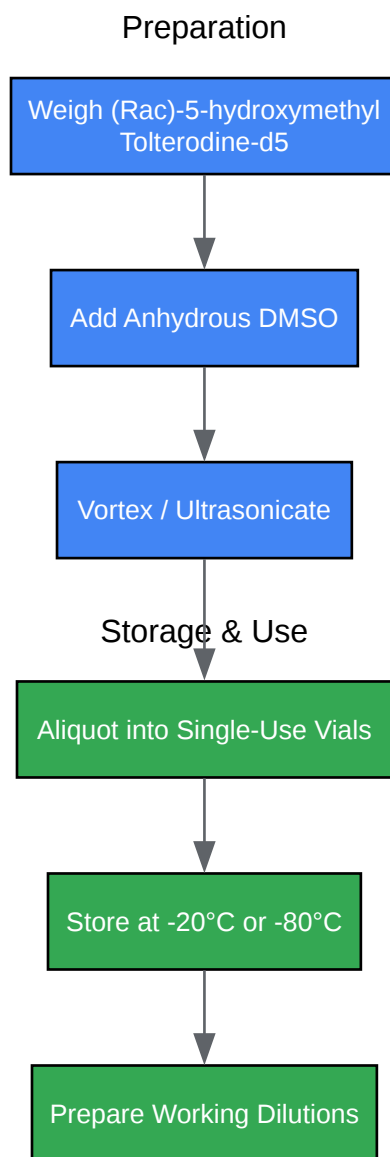 Preparation
Weigh (Rac)-5-hydroxymethyl
Tolterodine-d5
Add Anhydrous DMSO
Vortex / Ultrasonicate
Storage & Use
Aliquot into Single-Use Vials
Store at -20°C or -80°C
Prepare Working Dilutions